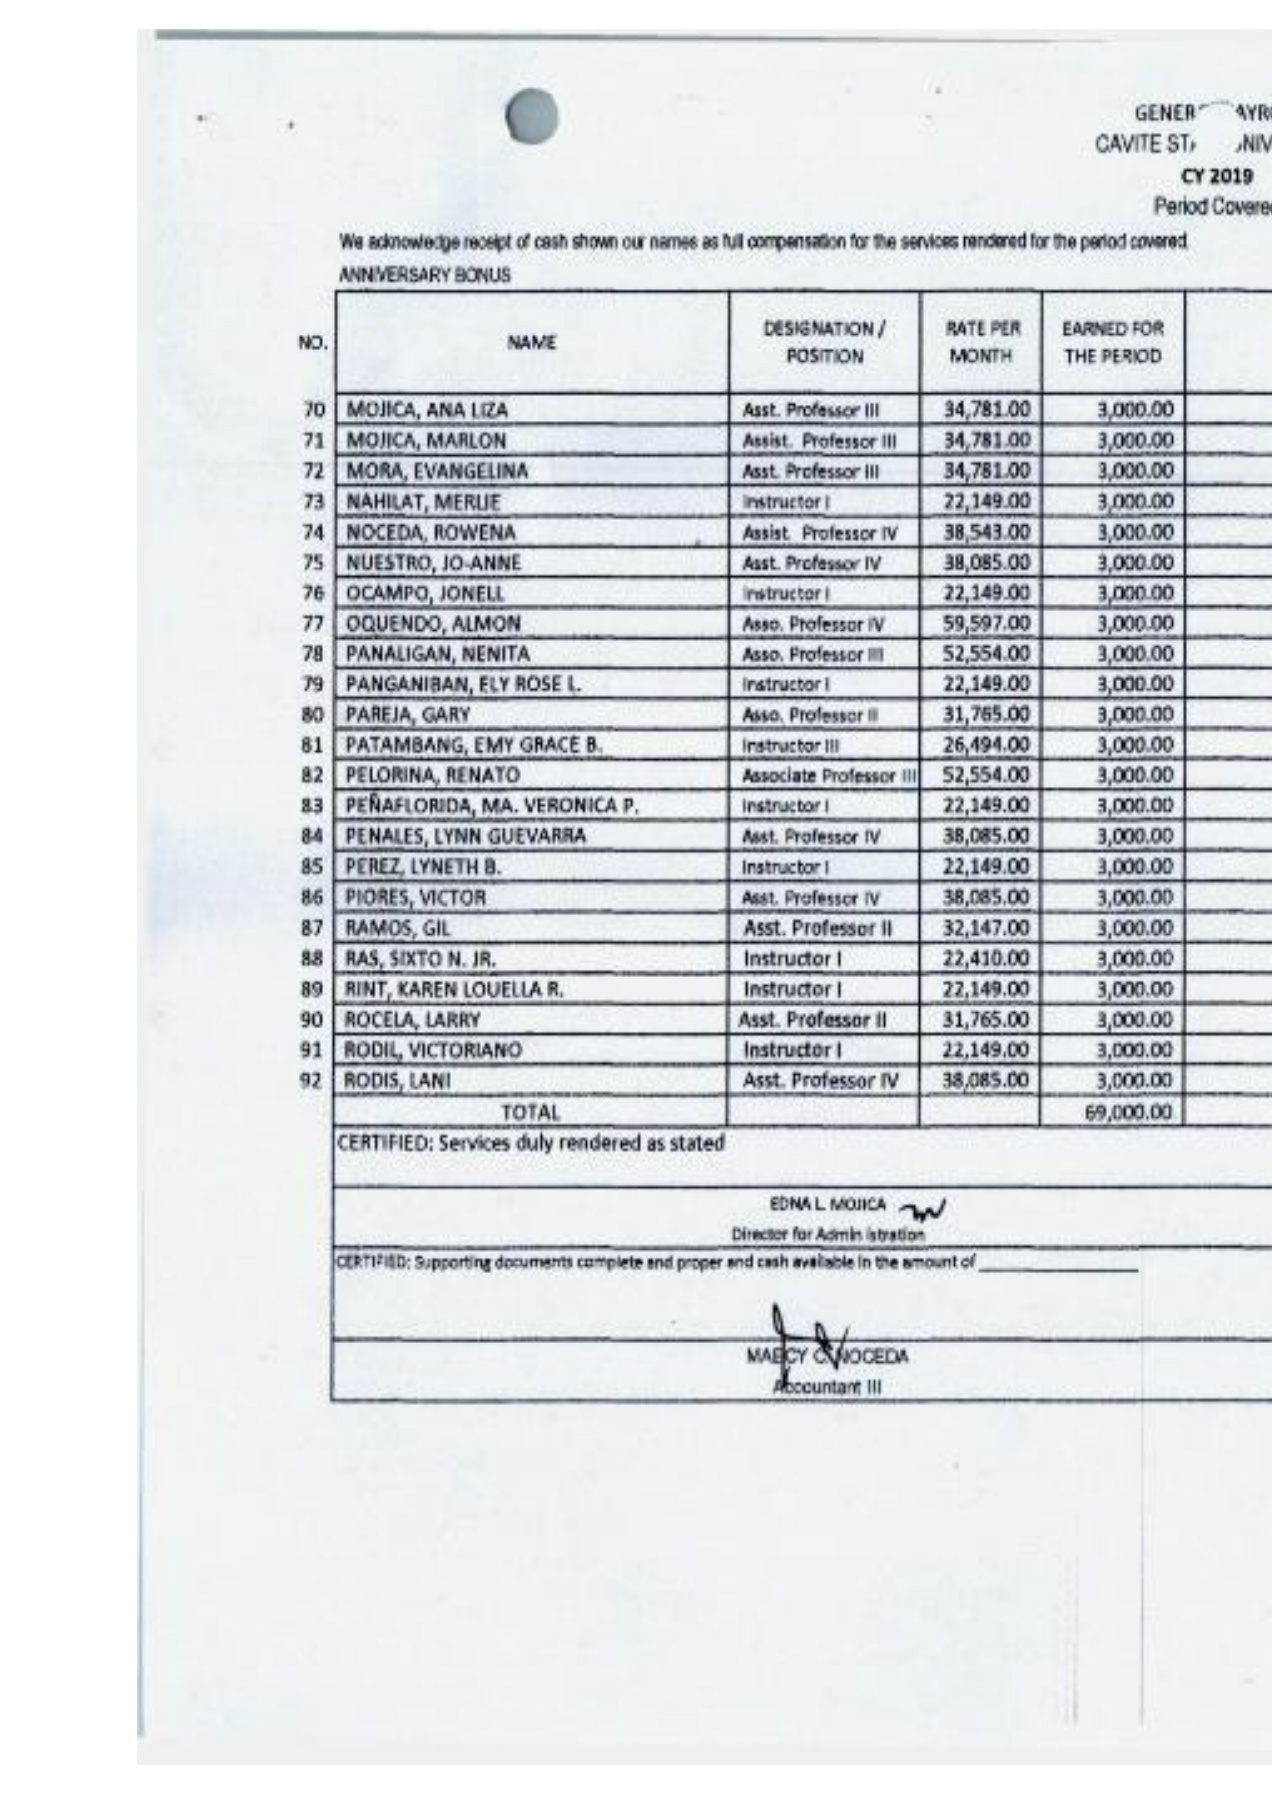 GENER AYR
CAVITE ST NIV
CY 2019
Period Covere
We acknowledge receipt of cash shown our names as full compensation for the services rendered for the period covered.
ANNIVERSARY BONUS
NO. NAME DESIGNATION / POSITION RATE PER MONTH EARNED FOR THE PERIOD
70 MOJICA, ANA LIZA Asst. Professor III 34,781.00 3,000.00
71 MOJICA, MARLON Assist. Professor III 34,781.00 3,000.00
72 MORA, EVANGELINA Asst. Professor III 34,781.00 3,000.00
73 NAHILAT, MERLIE Instructor I 22,149.00 3,000.00
74 NOCEDA, ROWENA Assist. Professor IV 38,543.00 3,000.00
75 NUESTRO, JO-ANNE Asst. Professor IV 38,085.00 3,000.00
76 OCAMPO, JONELL Instructor I 22,149.00 3,000.00
77 OQUENDO, ALMON Asso. Professor IV 59,597.00 3,000.00
78 PANALIGAN, NENITA Asso. Professor III 52,554.00 3,000.00
79 PANGANIBAN, ELY ROSE L. Instructor I 22,149.00 3,000.00
80 PAREJA, GARY Asso. Professor II 31,765.00 3,000.00
81 PATAMBANG, EMY GRACE B. Instructor III 26,494.00 3,000.00
82 PELORINA, RENATO Associate Professor III 52,554.00 3,000.00
83 PEÑAFLORIDA, MA. VERONICA P. Instructor I 22,149.00 3,000.00
84 PENALES, LYNN GUEVARRA Asst. Professor IV 38,085.00 3,000.00
85 PEREZ, LYNETH B. Instructor I 22,149.00 3,000.00
86 PIORES, VICTOR Asst. Professor IV 38,085.00 3,000.00
87 RAMOS, GIL Asst. Professor II 32,147.00 3,000.00
88 RAS, SIXTO N. JR. Instructor I 22,410.00 3,000.00
89 RINT, KAREN LOUELLA R. Instructor I 22,149.00 3,000.00
90 ROCELA, LARRY Asst. Professor II 31,765.00 3,000.00
91 RODIL, VICTORIANO Instructor I 22,149.00 3,000.00
92 RODIS, LANI Asst. Professor IV 38,085.00 3,000.00
TOTAL 69,000.00
CERTIFIED: Services duly rendered as stated
EDNA L. MOJICA
Director for Admin istration
CERTIFIED: Supporting documents complete and proper and cash available in the amount of
C. NOCEDA
Accountant III